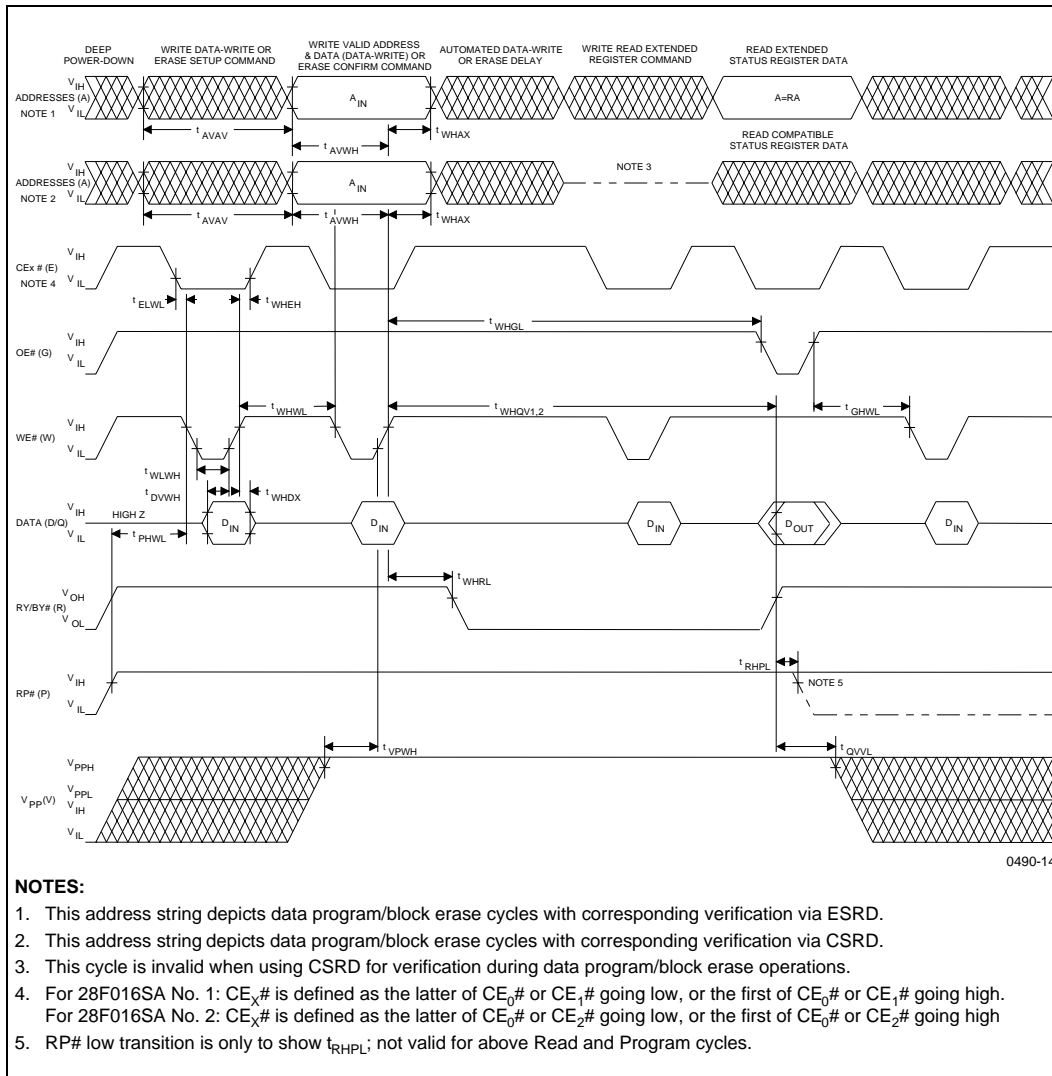 DEEP
POWER-DOWN
WRITE DATA-WRITE OR
ERASE SETUP COMMAND
WRITE VALID ADDRESS
& DATA (DATA-WRITE) OR
ERASE CONFIRM COMMAND
AUTOMATED DATA-WRITE
OR ERASE DELAY
WRITE READ EXTENDED
REGISTER COMMAND
READ EXTENDED
STATUS REGISTER DATA
ADDRESSES (A)
NOTE 1
V IH
V IL
A IN
A=RA
t AVAV
t AVWH
t WHAX
READ COMPATIBLE
STATUS REGISTER DATA
ADDRESSES (A)
NOTE 2
V IH
V IL
A IN
NOTE 3
t AVAV
t AVWH
t WHAX
CEx # (E)
NOTE 4
V IH
V IL
t ELWL
t WHEH
t WHGL
OE# (G)
V IH
V IL
t WHWL
t WHQV1,2
t GHWL
WE# (W)
V IH
V IL
t WLWH
t DVWH
t WHDX
DATA (D/Q)
V IH
V IL
HIGH Z
D IN
D IN
D IN
D OUT
D IN
t PHWL
t WHRL
RY/BY# (R)
V OH
V OL
t RHPL
RP# (P)
V IH
V IL
NOTE 5
t VPWH
t QVVL
V PP (V)
V PPH
V PPL
V IH
V IL
0490-14
NOTES:
1. This address string depicts data program/block erase cycles with corresponding verification via ESRD.
2. This address string depicts data program/block erase cycles with corresponding verification via CSRD.
3. This cycle is invalid when using CSRD for verification during data program/block erase operations.
4. For 28F016SA No. 1: CEX# is defined as the latter of CE0# or CE1# going low, or the first of CE0# or CE1# going high.
For 28F016SA No. 2: CEX# is defined as the latter of CE0# or CE2# going low, or the first of CE0# or CE2# going high
5. RP# low transition is only to show tRHPL; not valid for above Read and Program cycles.